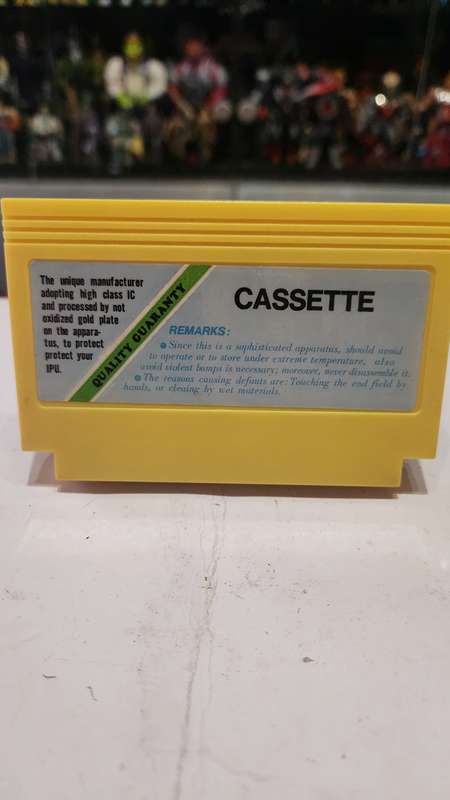 The unique manufacturer
adopting high class IC
and processed by not
oxidized gold plate
on the appara-
tus, to protect
protect your
IPU.
QUALITY GUARANTY
CASSETTE
REMARKS:
● Since this is a sophisticated apparatus, should avoid
to operate or to store under extreme temperature, also
avoid violent bumps is necessary; moreover, never disassemble it.
● The reasons causing defauts are: Touching the end field by
hands, or cleaing by wet materials.